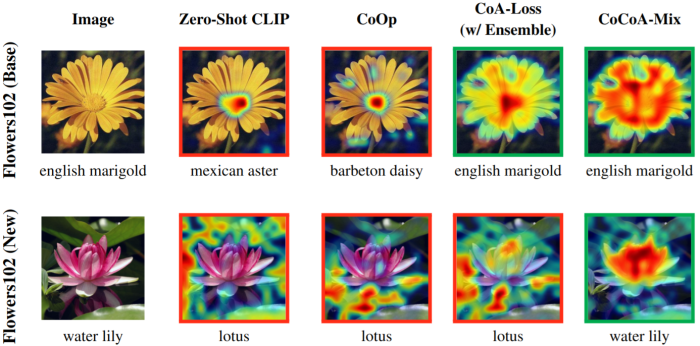 Image Zero-Shot CLIP CoOp CoA-Loss (w/ Ensemble) CoCoA-Mix
Flowers102 (Base)
english marigold mexican aster barbeton daisy english marigold english marigold
Flowers102 (New)
water lily lotus lotus lotus water lily